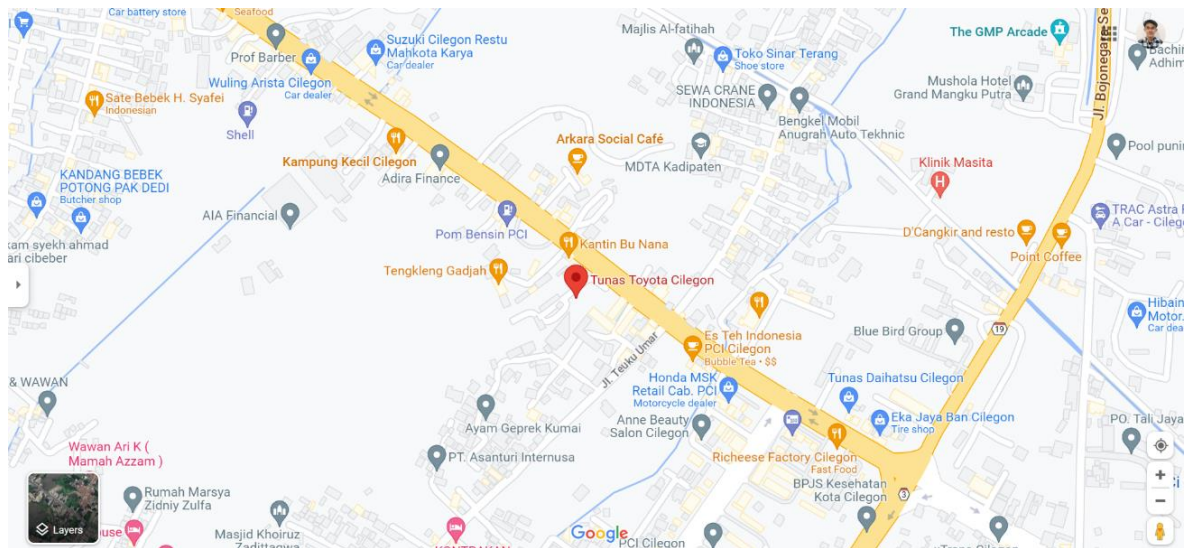 Car battery store
Seafood
Prof Barber
Suzuki Cilegon Restu
Mahkota Karya
Car dealer
Wuling Arista Cilegon
Car dealer
Sate Bebek H. Syafei
Indonesian
Shell
Kampung Kecil Cilegon
Adira Finance
KANDANG BEBEK
POTONG PAK DEDI
Butcher shop
AIA Financial
kam syekh ahmad
ari cibeber
Pom Bensin PCI
Tengkleng Gadjah
Arkara Social Café
Kantin Bu Nana
Tunas Toyota Cilegon
Majlis Al-fatihah
Toko Sinar Terang
Shoe store
SEWA CRANE
INDONESIA
Bengkel Mobil
Anugrah Auto Tekhnic
MDTA Kadipaten
The GMP Arcade
Jl. Bojonegara
Mushola Hotel
Grand Mangku Putra
Adhim
Pool
Klinik Masita
D'Cangkir and resto
Point Coffee
TRAC Astra
A Car - Cileg
Hibain
Motor.
Car dea
19
Blue Bird Group
Es Teh Indonesia
PCI Cilegon
Bubble Tea • $$
Jl. Teuku Umar
Honda MSK
Retail Cab. PCI
Motorcycle dealer
Tunas Daihatsu Cilegon
Eka Jaya Ban Cilegon
Tire shop
Anne Beauty
Salon Cilegon
Richeese Factory Cilegon
Fast Food
BPJS Kesehatan
Kota Cilegon
3
PO. Tali Jaya
& WAWAN
Ayam Geprek Kumai
PT. Asanturi Internusa
Wawan Ari K (
Mamah Azzam )
Rumah Marsya
Zidniy Zulfa
Masjid Khoiruz
Layers
Google
PCI Cilegon